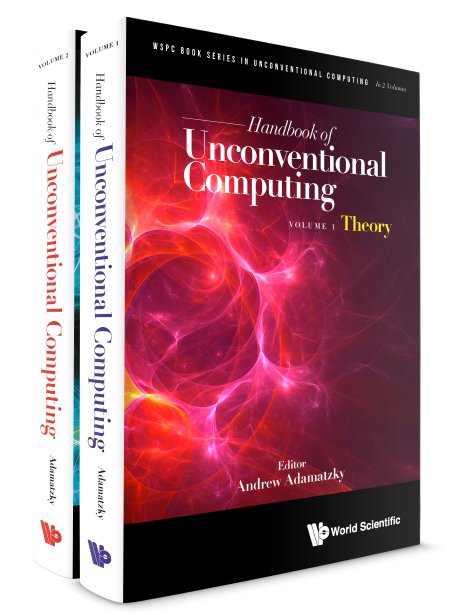 VOLUME 2
Handbook of
Unconventional Computing
Adamatzky
VOLUME 1
Handbook of
Unconventional Computing
Adamatzky
WSPC BOOK SERIES IN UNCONVENTIONAL COMPUTING In 2 Volumes
Handbook of
Unconventional
Computing
VOLUME 1 Theory
Editor
Andrew Adamatzky
World Scientific